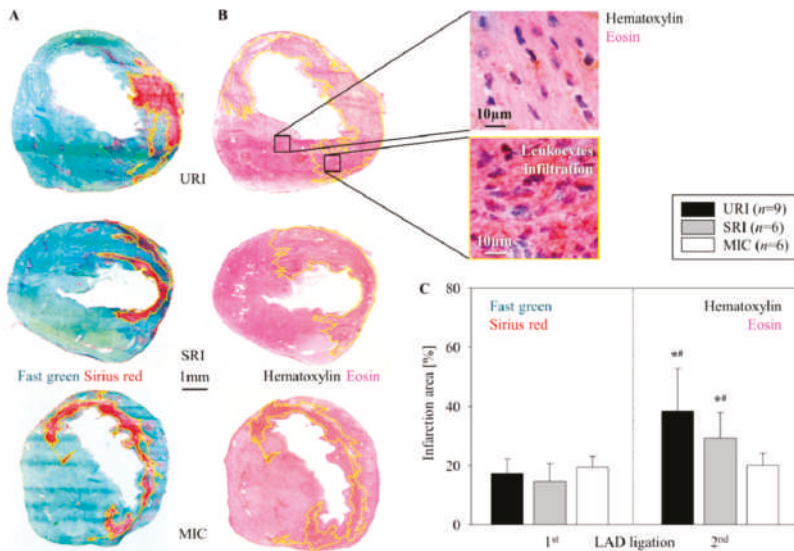 A
B
Hematoxylin
Eosin
10µm
URI
Leukocytes
infiltration
10µm
URI (n=9)
SRI (n=6)
MIC (n=6)
SRI
Fast green Sirius red
1mm
Hematoxylin Eosin
MIC
C
Fast green
Sirius red
Hematoxylin
Eosin
Infarction area [%]
80
60
40
20
0
*#
*#
1st
LAD ligation
2nd